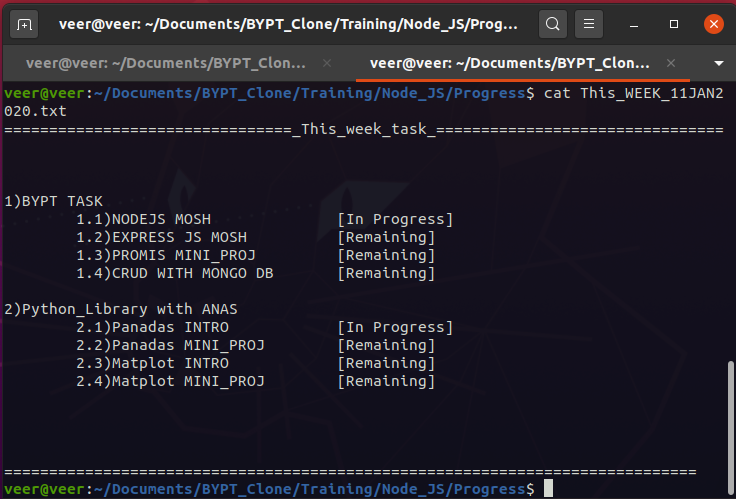 veer@veer: ~/Documents/BYPT_Clone/Training/Node_JS/Prog...
veer@veer: ~/Documents/BYPT_Clon... × veer@veer: ~/Documents/BYPT_Clon... ×
veer@veer:~/Documents/BYPT_Clone/Training/Node_JS/Progress$ cat This_WEEK_11JAN2
020.txt
================================_This_week_task_================================
1)BYPT TASK
1.1)NODEJS MOSH [In Progress]
1.2)EXPRESS JS MOSH [Remaining]
1.3)PROMIS MINI_PROJ [Remaining]
1.4)CRUD WITH MONGO DB [Remaining]
2)Python_Library with ANAS
2.1)Panadas INTRO [In Progress]
2.2)Panadas MINI_PROJ [Remaining]
2.3)Matplot INTRO [Remaining]
2.4)Matplot MINI_PROJ [Remaining]
=============================================================================
veer@veer:~/Documents/BYPT_Clone/Training/Node_JS/Progress$